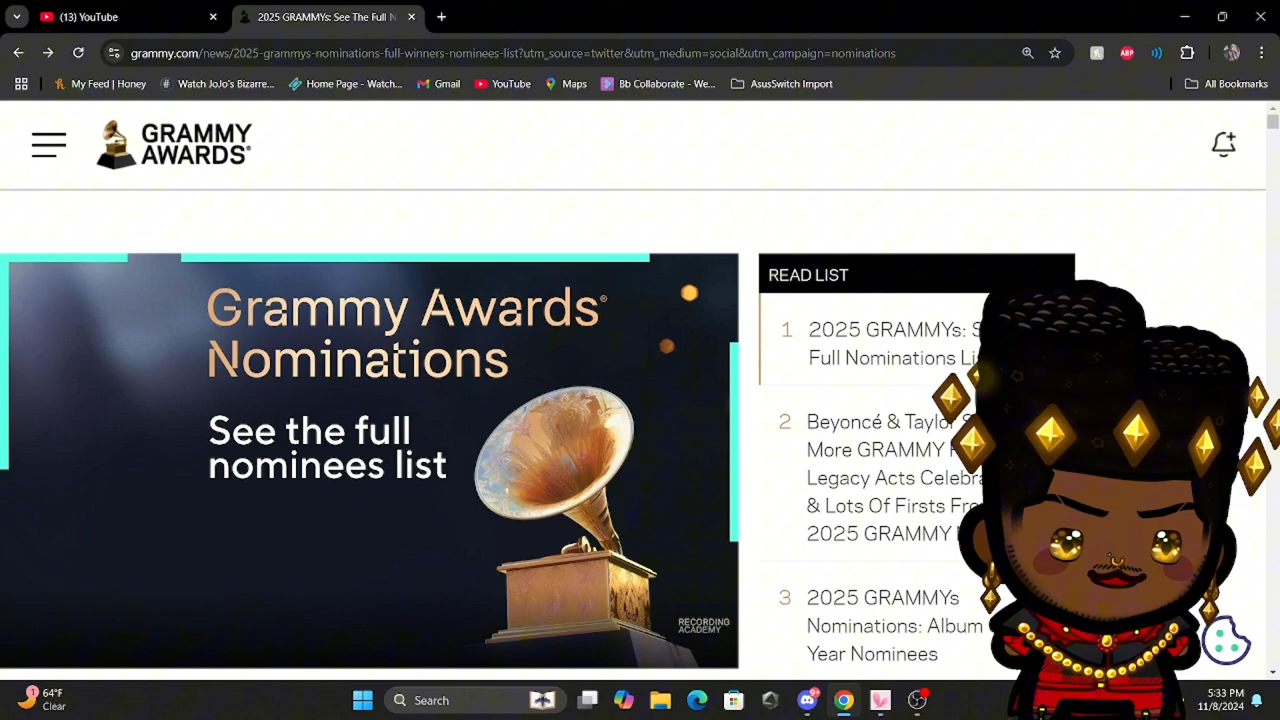 (13) YouTube
2025 GRAMMYs: See The Full N
grammy.com/news/2025-grammys-nominations-full-winners-nominees-list?utm_source=twitter&utm_medium=social&utm_campaign=nominations
ABP
My Feed | Honey
Watch JoJo's Bizarre...
Home Page - Watch...
Gmail
YouTube
Maps
Bb Collaborate - We...
AsusSwitch Import
All Bookmarks
GRAMMY
AWARDS®
Grammy Awards®
Nominations
See the full
nominees list
RECORDING
ACADEMY
READ LIST
1 2025 GRAMMYs:
Full Nominations
2 Beyoncé &
More GRAMMY
Legacy Acts
& Lots Of Firsts
2025 GRAMMY
3 2025 GRAMMYs
Nominations: Album
Year Nominees
1
64°F
Clear
Search
5:33 PM
11/8/2024